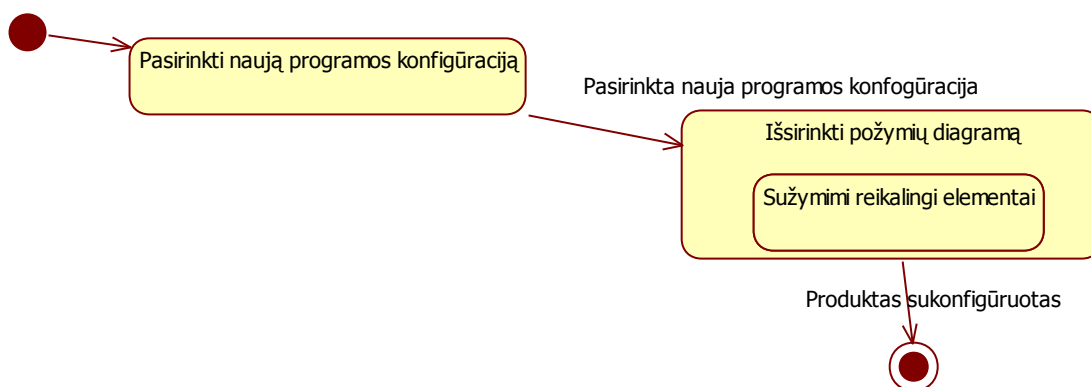 Pasirinkti naują programos konfigūraciją
Pasirinkta nauja programos konfogūracija
Išsirinkti požymių diagramą
Sužymimi reikalingi elementai
Produktas sukonfigūruotas